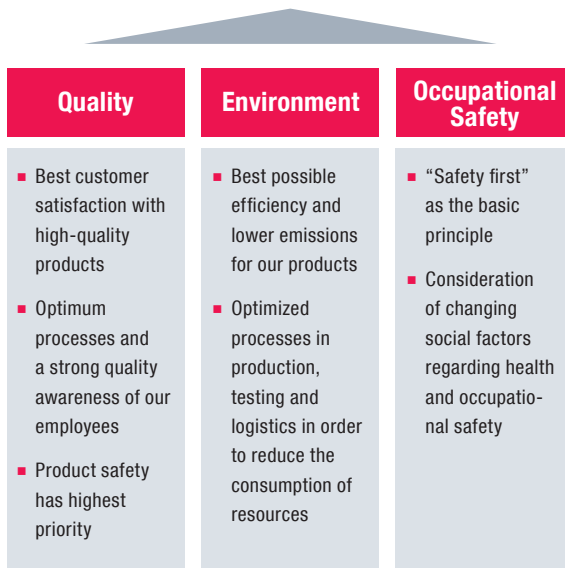 Quality
Best customer
satisfaction with
high-quality
products
Optimum
processes and
a strong quality
awareness of our
employees
Product safety
has highest
priority
Environment
Best possible
efficiency and
lower emissions
for our products
Optimized
processes in
production,
testing and
logistics in order
to reduce the
consumption of
resources
Occupational
Safety
“Safety first”
as the basic
principle
Consideration
of changing
social factors
regarding health
and occupatio-
nal safety